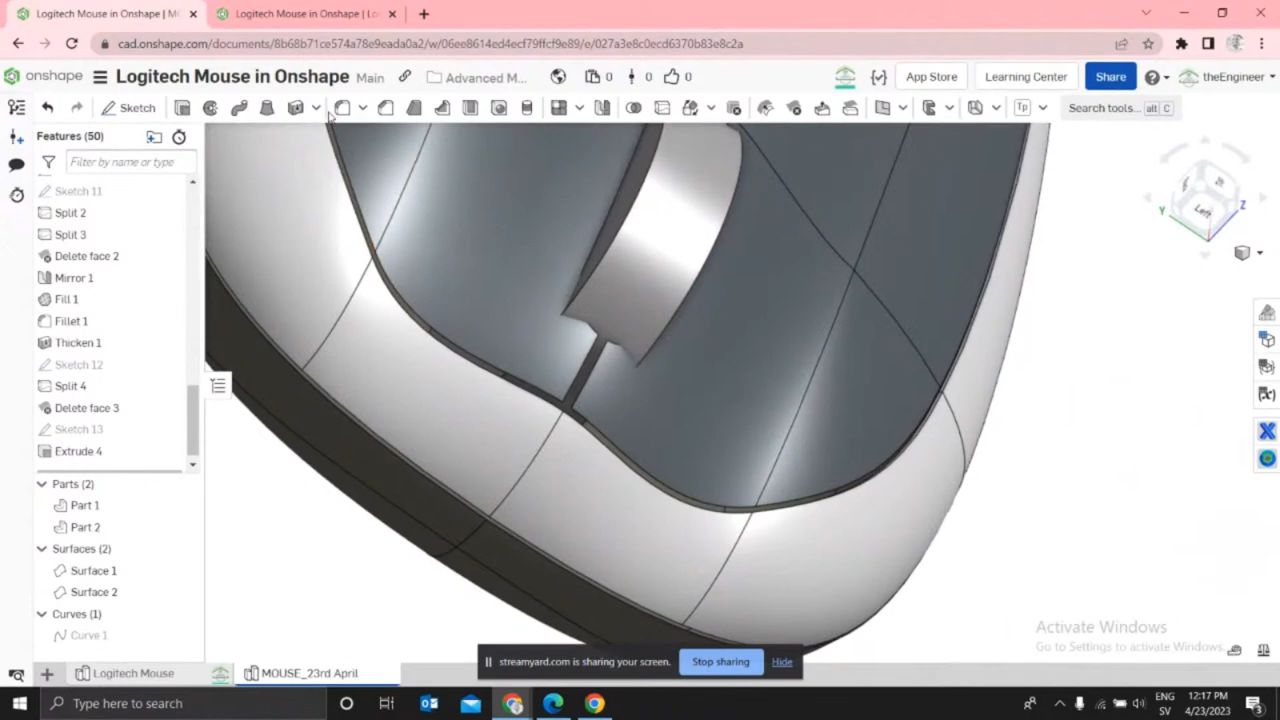 Logitech Mouse in Onshape | M
Logitech Mouse in Onshape | Lo
cad.onshape.com/documents/8b68b71ce574a78e9eada0a2/w/06ee8614ed4ecf79ffcf9e89/e/027a3e8c0ecd6370b83e8c2a
onshape
Logitech Mouse in Onshape
Main
0
Advanced M...
0
0
0
App Store
Learning Center
Share
theEngineer
Sketch
Tp
Search tools...
alt
C
Features (50)
Filter by name or type
Sketch 11
Split 2
Split 3
Delete face 2
Mirror 1
Fill 1
Fillet 1
Thicken 1
Sketch 12
Split 4
Delete face 3
Sketch 13
Extrude 4
Parts (2)
Part 1
Part 2
Surfaces (2)
Surface 1
Surface 2
Curves (1)
Curve 1
Y
Left
Z
Activate Windows
Go to Settings to activate Windows.
streamyard.com is sharing your screen.
Stop sharing
Hide
Logitech Mouse
MOUSE_23rd April
Type here to search
ENG
SV
12:17 PM
4/23/2023
3